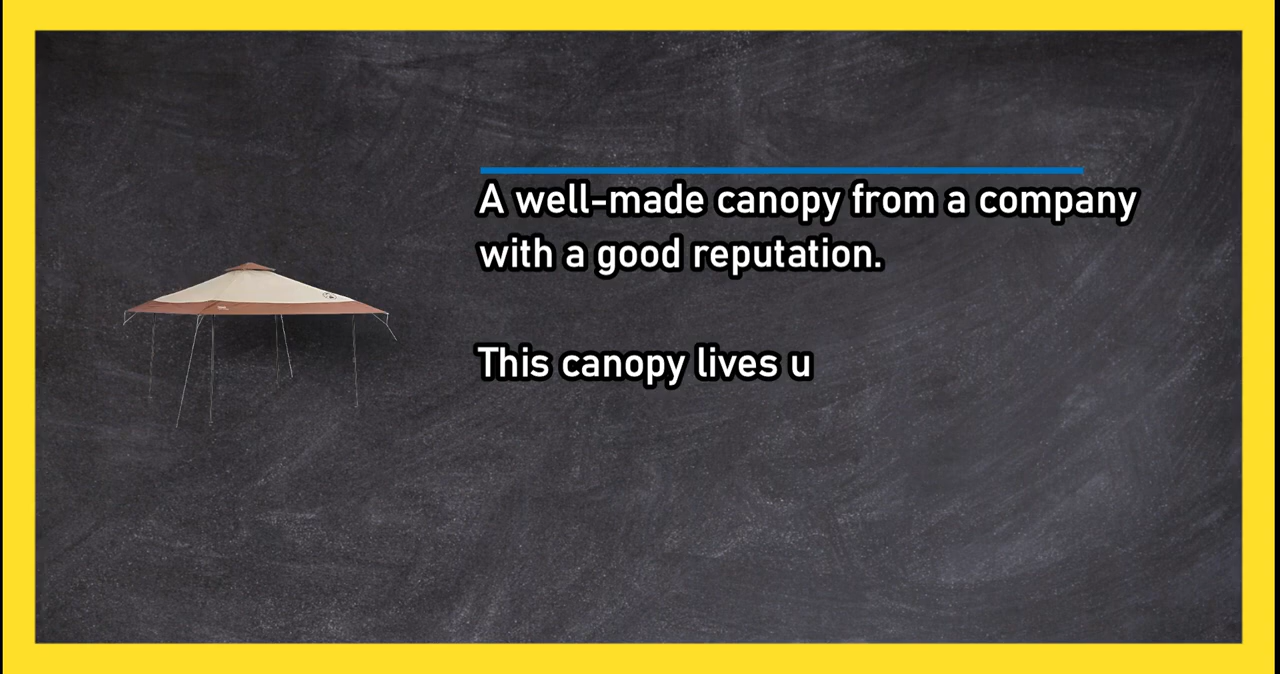 A well-made canopy from a company
with a good reputation.
This canopy lives u